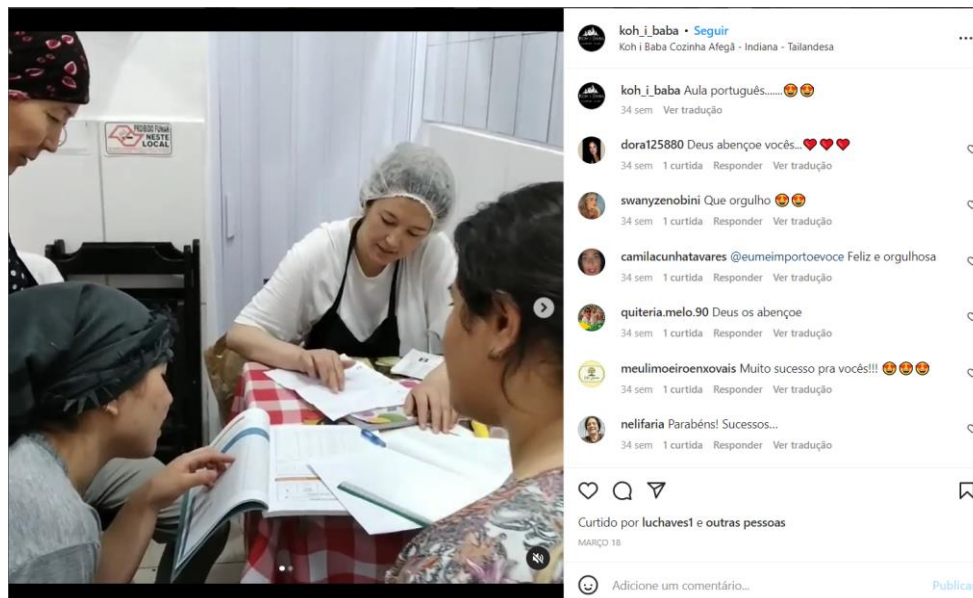 PROIBIDO FUMAR
NESTE
LOCAL
koh_i_baba • Seguir
Koh i Baba Cozinha Afegã - Indiana - Tailandesa
koh_i_baba Aula português.......😍😍
34 sem Ver tradução
dora125880 Deus abençoe vocês...❤️❤️❤️
34 sem 1 curtida Responder Ver tradução
swanyzenobini Que orgulho 😍😍
34 sem 1 curtida Responder Ver tradução
camilacunhatavares @eumeimportoevoce Feliz e orgulhosa
34 sem 1 curtida Responder Ver tradução
quiteria.melo.90 Deus os abençoe
34 sem 1 curtida Responder Ver tradução
meulimoeiroenxovais Muito sucesso pra vocês!!! 😍😍😍
34 sem 1 curtida Responder Ver tradução
nelifaria Parabéns! Sucessos...
34 sem 1 curtida Responder Ver tradução
Curtido por luchaves1 e outras pessoas
MARÇO 18
Adicione um comentário...
Publicar